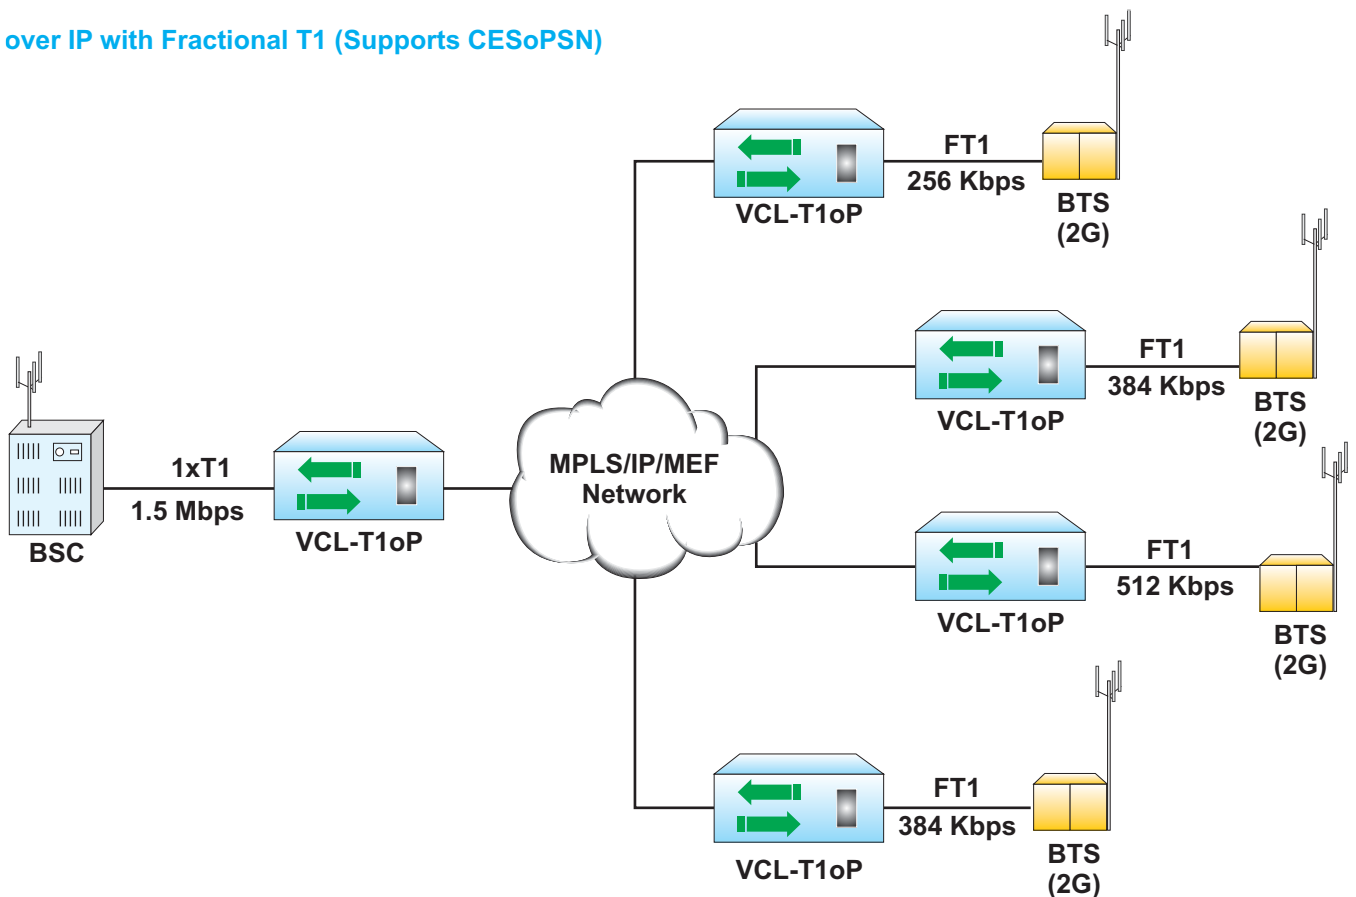 over IP with Fractional T1 (Supports CESoPSN)
FT1
256 Kbps
VCL-T1oP
BTS
(2G)
FT1
384 Kbps
VCL-T1oP
BTS
(2G)
1xT1
1.5 Mbps
BSC
VCL-T1oP
MPLS/IP/MEF
Network
FT1
512 Kbps
VCL-T1oP
BTS
(2G)
FT1
384 Kbps
VCL-T1oP
BTS
(2G)